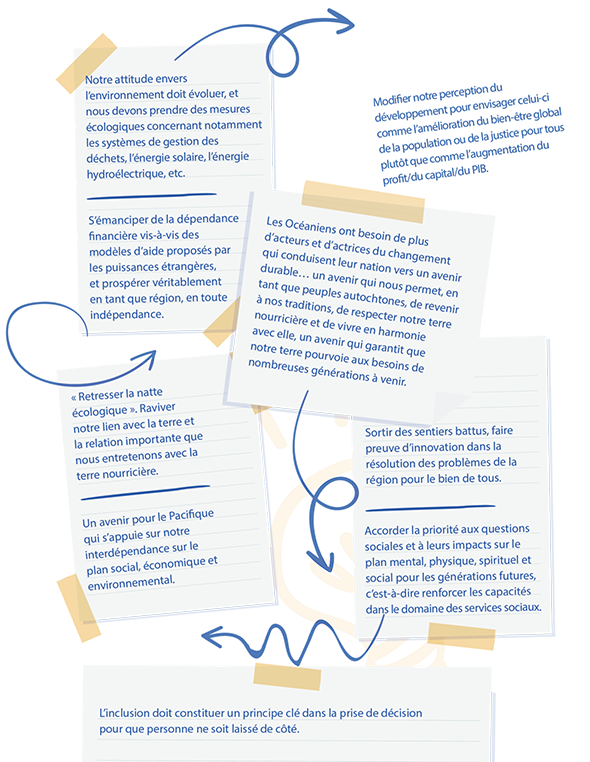 Notre attitude envers
l'environnement doit évoluer, et
nous devons prendre des mesures
écologiques concernant notamment
les systèmes de gestion des
déchets, l'énergie solaire, l'énergie
hydroélectrique, etc.
S'émanciper de la dépendance
financière vis-à-vis des
modèles d'aide proposés par
les puissances étrangères,
et prospérer véritablement
en tant que région, en toute
indépendance.
Modifier notre perception du
développement pour envisager celui-ci
comme l'amélioration du bien-être global
de la population ou de la justice pour tous
plutôt que comme l'augmentation du
profit/du capital/du PIB.
Les Océaniens ont besoin de plus
d'acteurs et d'actrices du changement
qui conduisent leur nation vers un avenir
durable… un avenir qui nous permet, en
tant que peuples autochtones, de revenir
à nos traditions, de respecter notre terre
nourricière et de vivre en harmonie
avec elle, un avenir qui garantit que
notre terre pourvoie aux besoins de
nombreuses générations à venir.
« Retresser la natte
écologique ». Raviver
notre lien avec la terre et
la relation importante que
nous entretenons avec la
terre nourricière.
Un avenir pour le Pacifique
qui s'appuie sur notre
interdépendance sur le
plan social, économique et
environnemental.
Sortir des sentiers battus, faire
preuve d'innovation dans la
résolution des problèmes de la
région pour le bien de tous.
Accorder la priorité aux questions
sociales et à leurs impacts sur le
plan mental, physique, spirituel et
social pour les générations futures,
c'est-à-dire renforcer les capacités
dans le domaine des services sociaux.
L'inclusion doit constituer un principe clé dans la prise de décision
pour que personne ne soit laissé de côté.